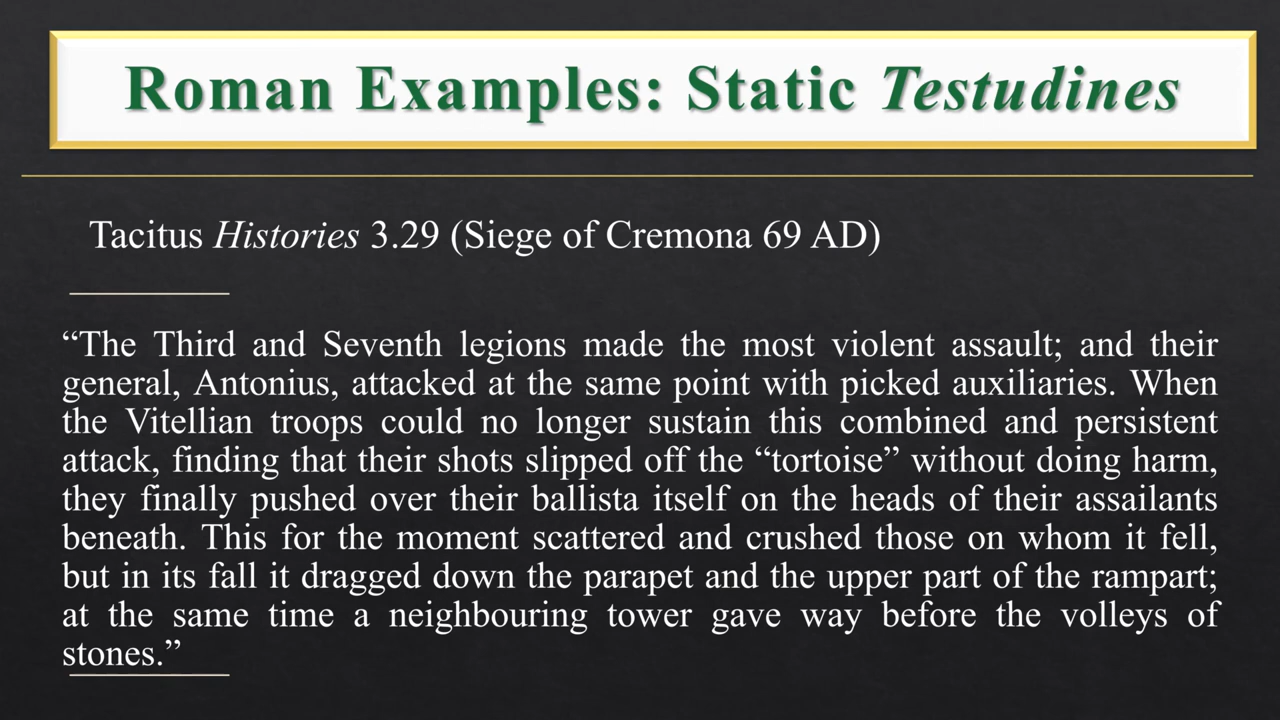 Roman Examples: Static Testudines
Tacitus Histories 3.29 (Siege of Cremona 69 AD)
“The Third and Seventh legions made the most violent assault; and their
general, Antonius, attacked at the same point with picked auxiliaries. When
the Vitellian troops could no longer sustain this combined and persistent
attack, finding that their shots slipped off the “tortoise” without doing harm,
they finally pushed over their ballista itself on the heads of their assailants
beneath. This for the moment scattered and crushed those on whom it fell,
but in its fall it dragged down the parapet and the upper part of the rampart;
at the same time a neighbouring tower gave way before the volleys of
stones.”